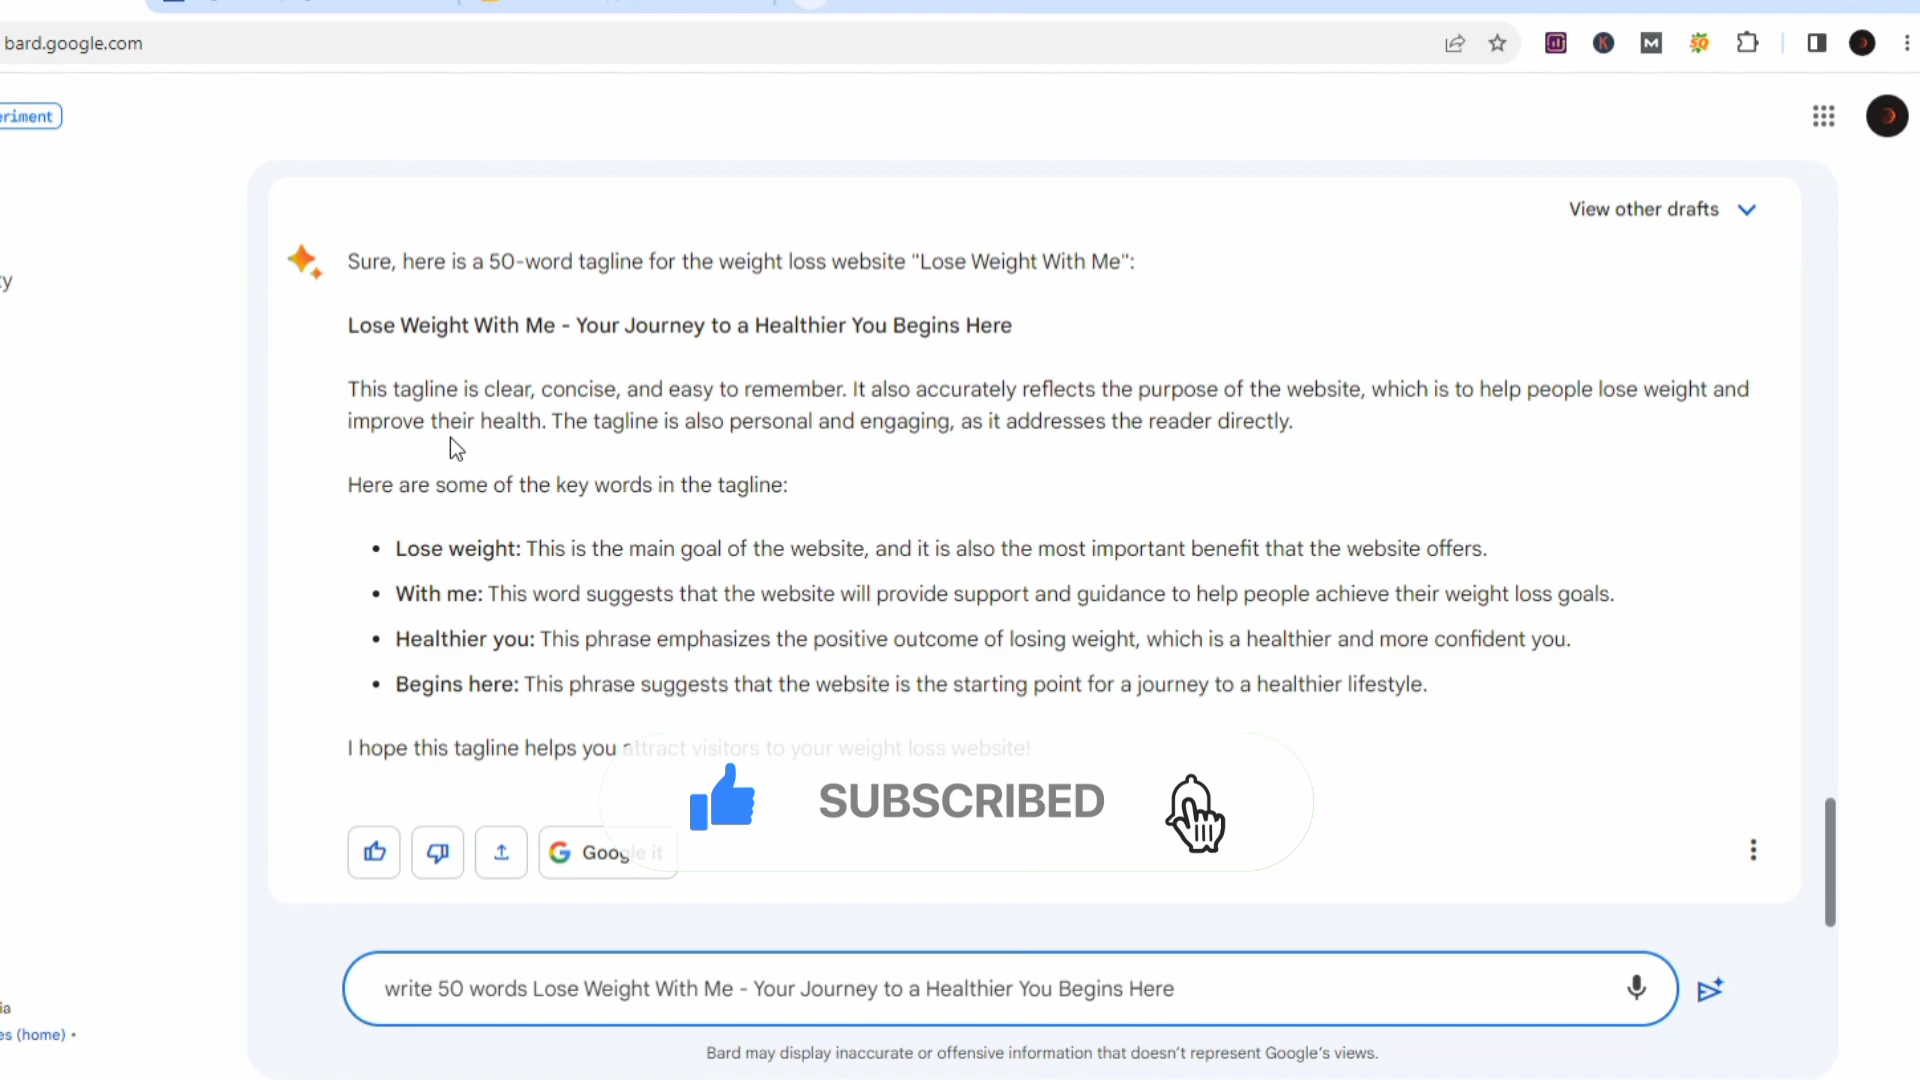 bard.google.com
eriment
View other drafts
y
Sure, here is a 50-word tagline for the weight loss website "Lose Weight With Me":
Lose Weight With Me - Your Journey to a Healthier You Begins Here
This tagline is clear, concise, and easy to remember. It also accurately reflects the purpose of the website, which is to help people lose weight and
improve their health. The tagline is also personal and engaging, as it addresses the reader directly.
Here are some of the key words in the tagline:
• Lose weight: This is the main goal of the website, and it is also the most important benefit that the website offers.
• With me: This word suggests that the website will provide support and guidance to help people achieve their weight loss goals.
• Healthier you: This phrase emphasizes the positive outcome of losing weight, which is a healthier and more confident you.
• Begins here: This phrase suggests that the website is the starting point for a journey to a healthier lifestyle.
I hope this tagline helps you attract visitors to your weight loss website!
SUBSCRIBED
Google it
write 50 words Lose Weight With Me - Your Journey to a Healthier You Begins Here
ia
es (home) •
Bard may display inaccurate or offensive information that doesn't represent Google's views.